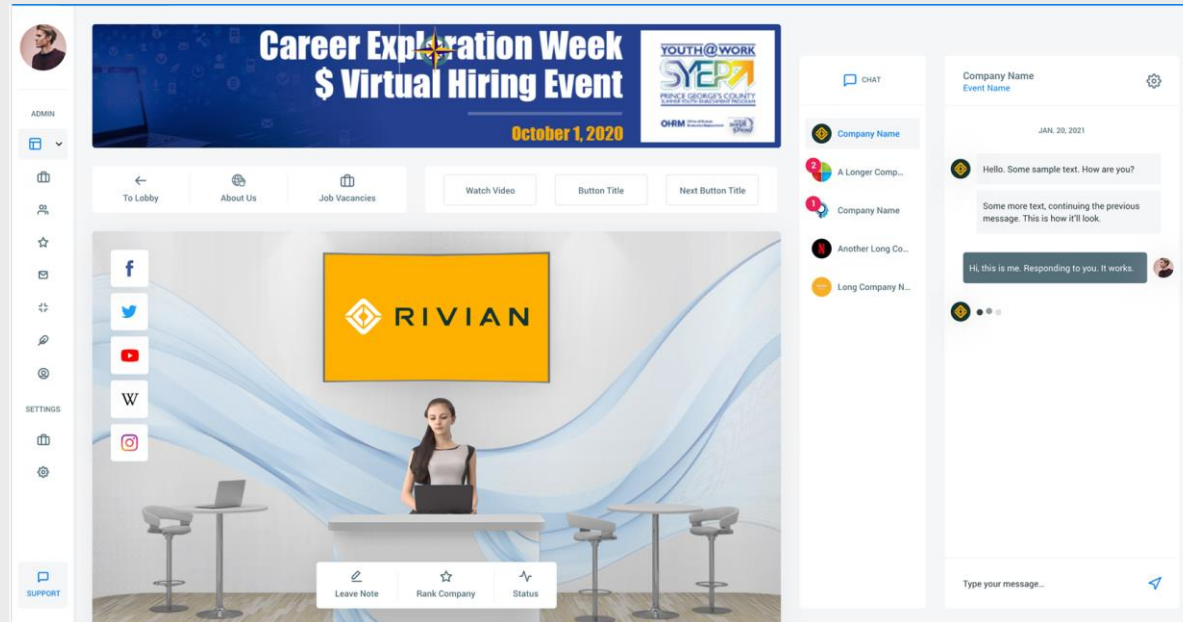 Career Exploration Week
$ Virtual Hiring Event
October 1, 2020
YOUTH@WORK
SYEP
PRINCE GEORGE'S COUNTY
OHRM
ADMIN
SETTINGS
SUPPORT
To Lobby
About Us
Job Vacancies
Watch Video
Button Title
Next Button Title
f
W
RIVIAN
Leave Note
Rank Company
Status
CHAT
Company Name
2
A Longer Comp...
1
Company Name
N
Another Long Co...
Long Company N...
Company Name
Event Name
JAN. 20, 2021
Hello. Some sample text. How are you?
Some more text, continuing the previous
message. This is how it'll look.
Hi, this is me. Responding to you. It works.
Type your message...